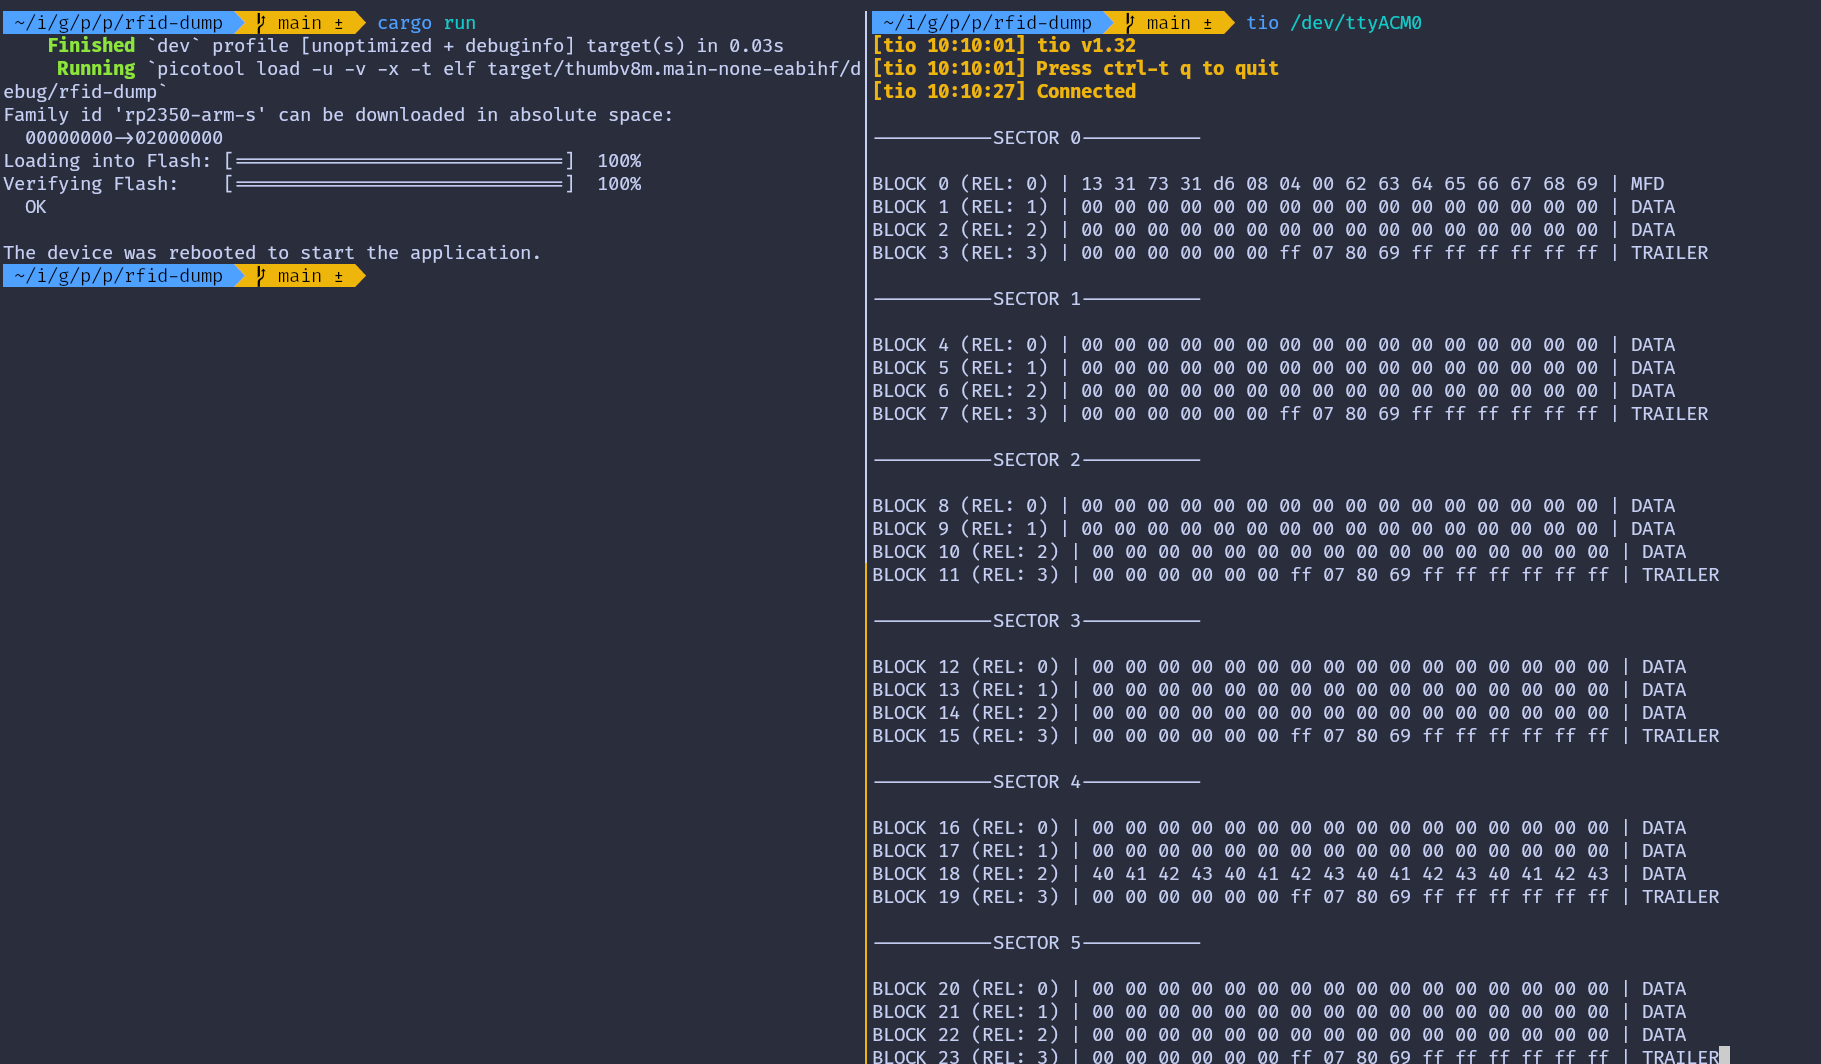 ~/i/g/p/p/rfid-dump main ± cargo run
Finished `dev` profile [unoptimized + debuginfo] target(s) in 0.03s
Running `picotool load -u -v -x -t elf target/thumbv8m.main-none-eabihf/d
ebug/rfid-dump`
Family id 'rp2350-arm-s' can be downloaded in absolute space:
00000000->02000000
Loading into Flash: [==============================] 100%
Verifying Flash: [==============================] 100%
OK
The device was rebooted to start the application.
~/i/g/p/p/rfid-dump main ±
~/i/g/p/p/rfid-dump main ± tio /dev/ttyACM0
[tio 10:10:01] tio v1.32
[tio 10:10:01] Press ctrl-t q to quit
[tio 10:10:27] Connected
-----------SECTOR 0-----------
BLOCK 0 (REL: 0) | 13 31 73 31 d6 08 04 00 62 63 64 65 66 67 68 69 | MFD
BLOCK 1 (REL: 1) | 00 00 00 00 00 00 00 00 00 00 00 00 00 00 00 00 | DATA
BLOCK 2 (REL: 2) | 00 00 00 00 00 00 00 00 00 00 00 00 00 00 00 00 | DATA
BLOCK 3 (REL: 3) | 00 00 00 00 00 00 ff 07 80 69 ff ff ff ff ff ff | TRAILER
-----------SECTOR 1-----------
BLOCK 4 (REL: 0) | 00 00 00 00 00 00 00 00 00 00 00 00 00 00 00 00 | DATA
BLOCK 5 (REL: 1) | 00 00 00 00 00 00 00 00 00 00 00 00 00 00 00 00 | DATA
BLOCK 6 (REL: 2) | 00 00 00 00 00 00 00 00 00 00 00 00 00 00 00 00 | DATA
BLOCK 7 (REL: 3) | 00 00 00 00 00 00 ff 07 80 69 ff ff ff ff ff ff | TRAILER
-----------SECTOR 2-----------
BLOCK 8 (REL: 0) | 00 00 00 00 00 00 00 00 00 00 00 00 00 00 00 00 | DATA
BLOCK 9 (REL: 1) | 00 00 00 00 00 00 00 00 00 00 00 00 00 00 00 00 | DATA
BLOCK 10 (REL: 2) | 00 00 00 00 00 00 00 00 00 00 00 00 00 00 00 00 | DATA
BLOCK 11 (REL: 3) | 00 00 00 00 00 00 ff 07 80 69 ff ff ff ff ff ff | TRAILER
-----------SECTOR 3-----------
BLOCK 12 (REL: 0) | 00 00 00 00 00 00 00 00 00 00 00 00 00 00 00 00 | DATA
BLOCK 13 (REL: 1) | 00 00 00 00 00 00 00 00 00 00 00 00 00 00 00 00 | DATA
BLOCK 14 (REL: 2) | 00 00 00 00 00 00 00 00 00 00 00 00 00 00 00 00 | DATA
BLOCK 15 (REL: 3) | 00 00 00 00 00 00 ff 07 80 69 ff ff ff ff ff ff | TRAILER
-----------SECTOR 4-----------
BLOCK 16 (REL: 0) | 00 00 00 00 00 00 00 00 00 00 00 00 00 00 00 00 | DATA
BLOCK 17 (REL: 1) | 00 00 00 00 00 00 00 00 00 00 00 00 00 00 00 00 | DATA
BLOCK 18 (REL: 2) | 40 41 42 43 40 41 42 43 40 41 42 43 40 41 42 43 | DATA
BLOCK 19 (REL: 3) | 00 00 00 00 00 00 ff 07 80 69 ff ff ff ff ff ff | TRAILER
-----------SECTOR 5-----------
BLOCK 20 (REL: 0) | 00 00 00 00 00 00 00 00 00 00 00 00 00 00 00 00 | DATA
BLOCK 21 (REL: 1) | 00 00 00 00 00 00 00 00 00 00 00 00 00 00 00 00 | DATA
BLOCK 22 (REL: 2) | 00 00 00 00 00 00 00 00 00 00 00 00 00 00 00 00 | DATA
BLOCK 23 (REL: 3) | 00 00 00 00 00 00 ff 07 80 69 ff ff ff ff ff ff | TRAILER